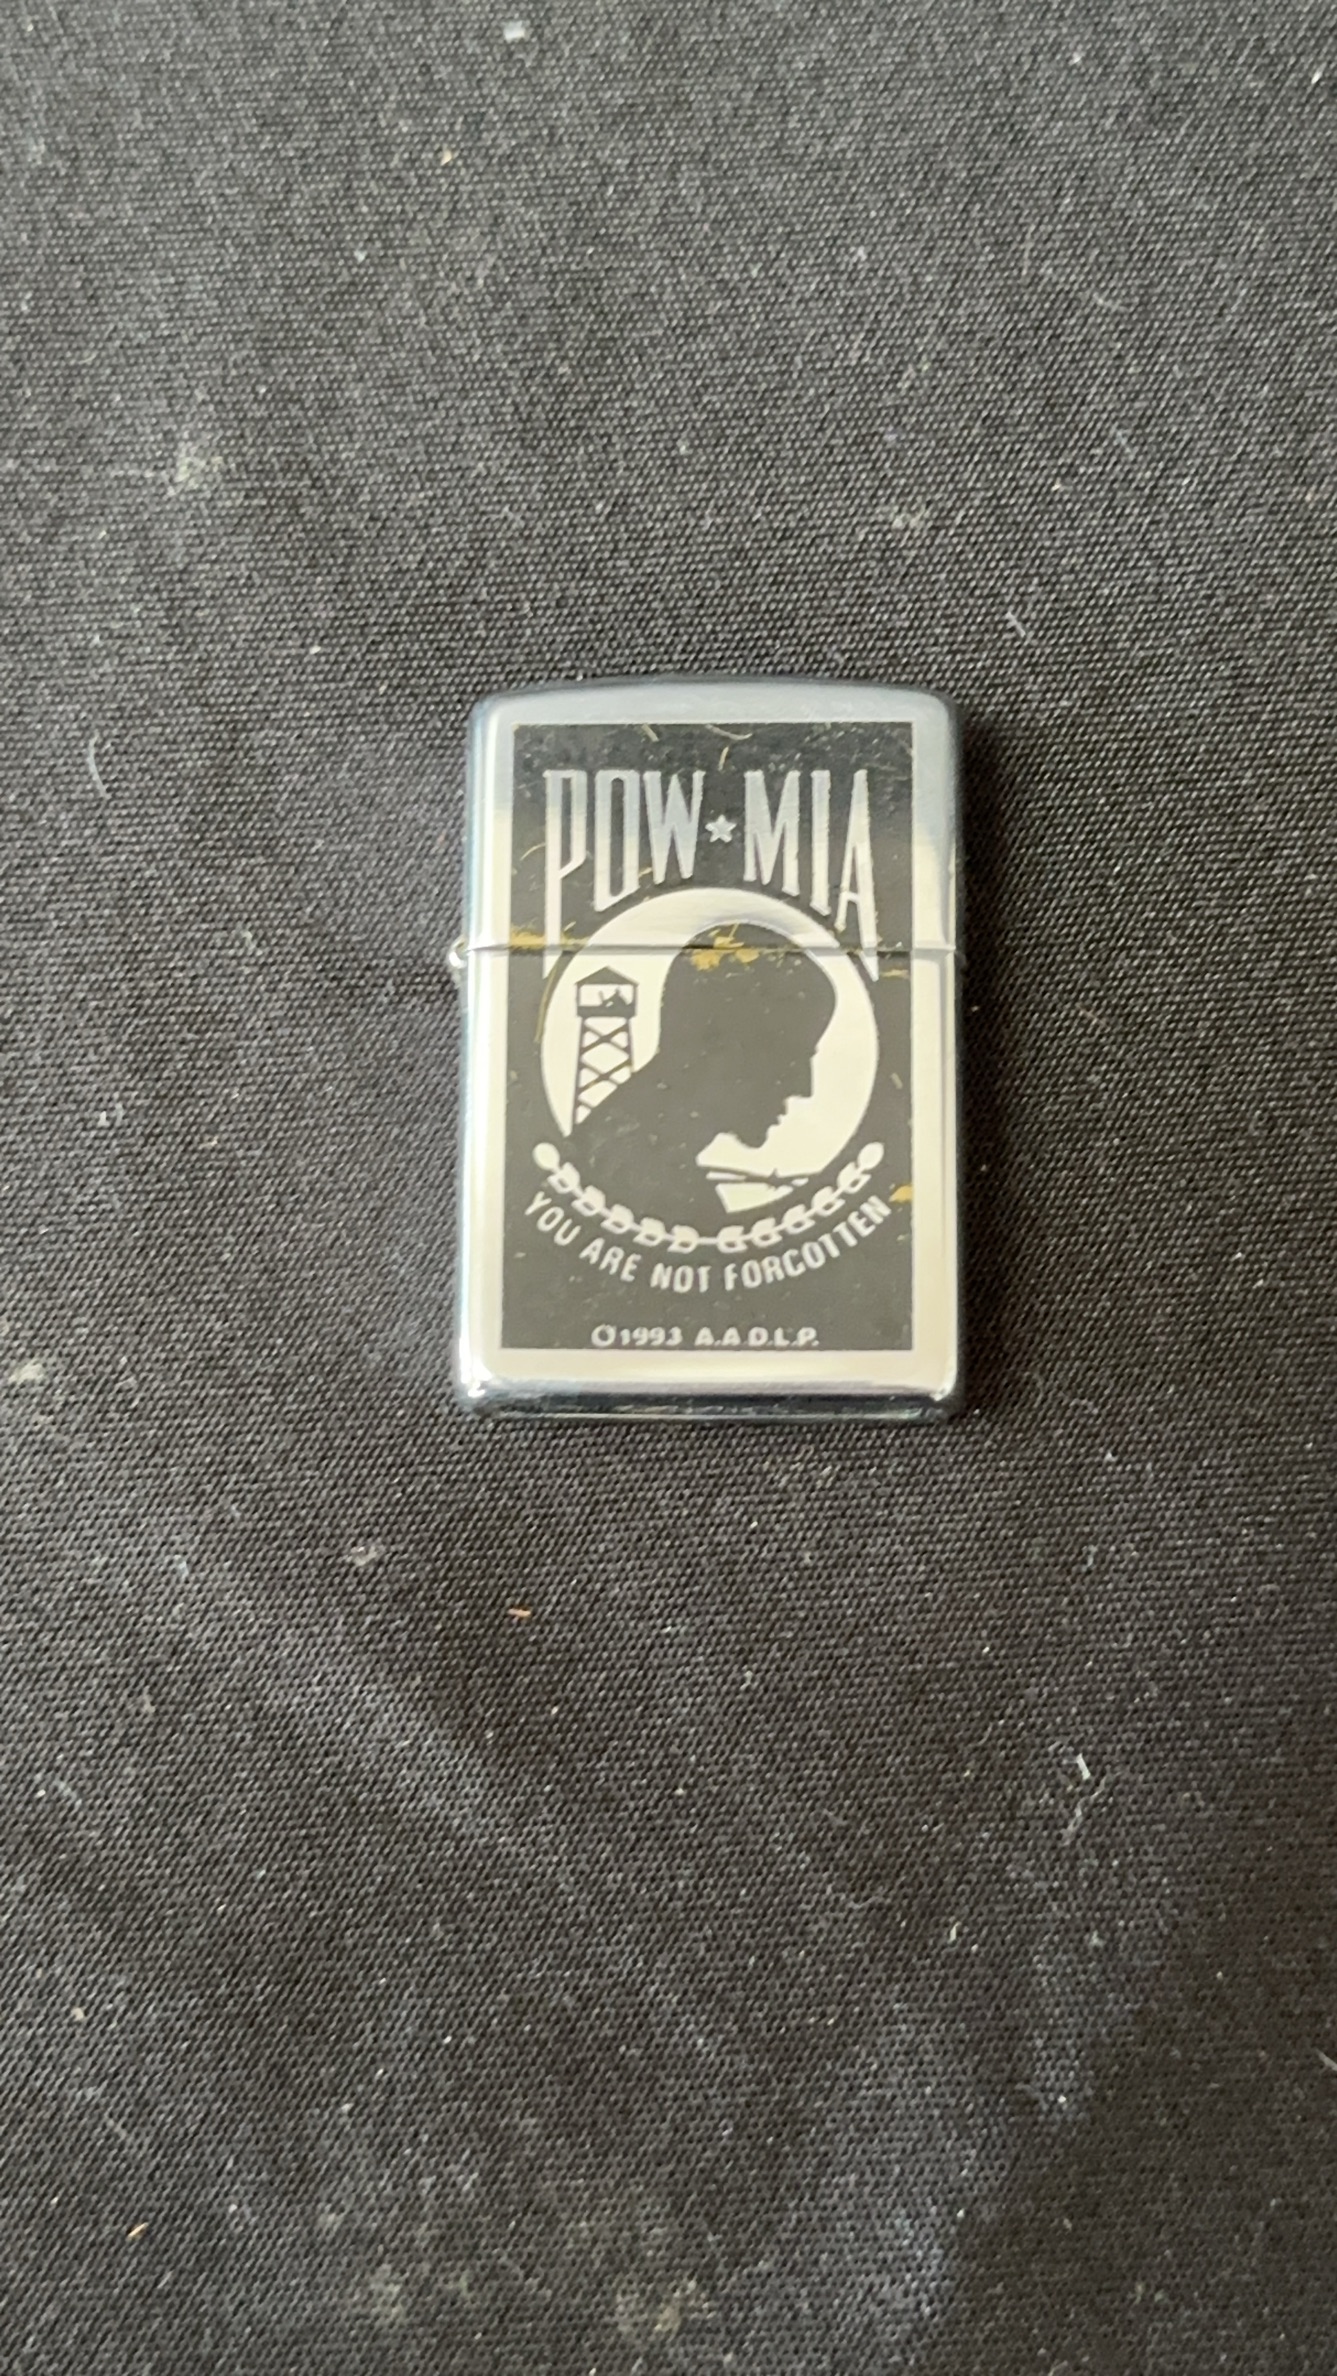 POW★MIA
YOU ARE NOT FORGOTTEN
©1993 A.A.D.L.P.